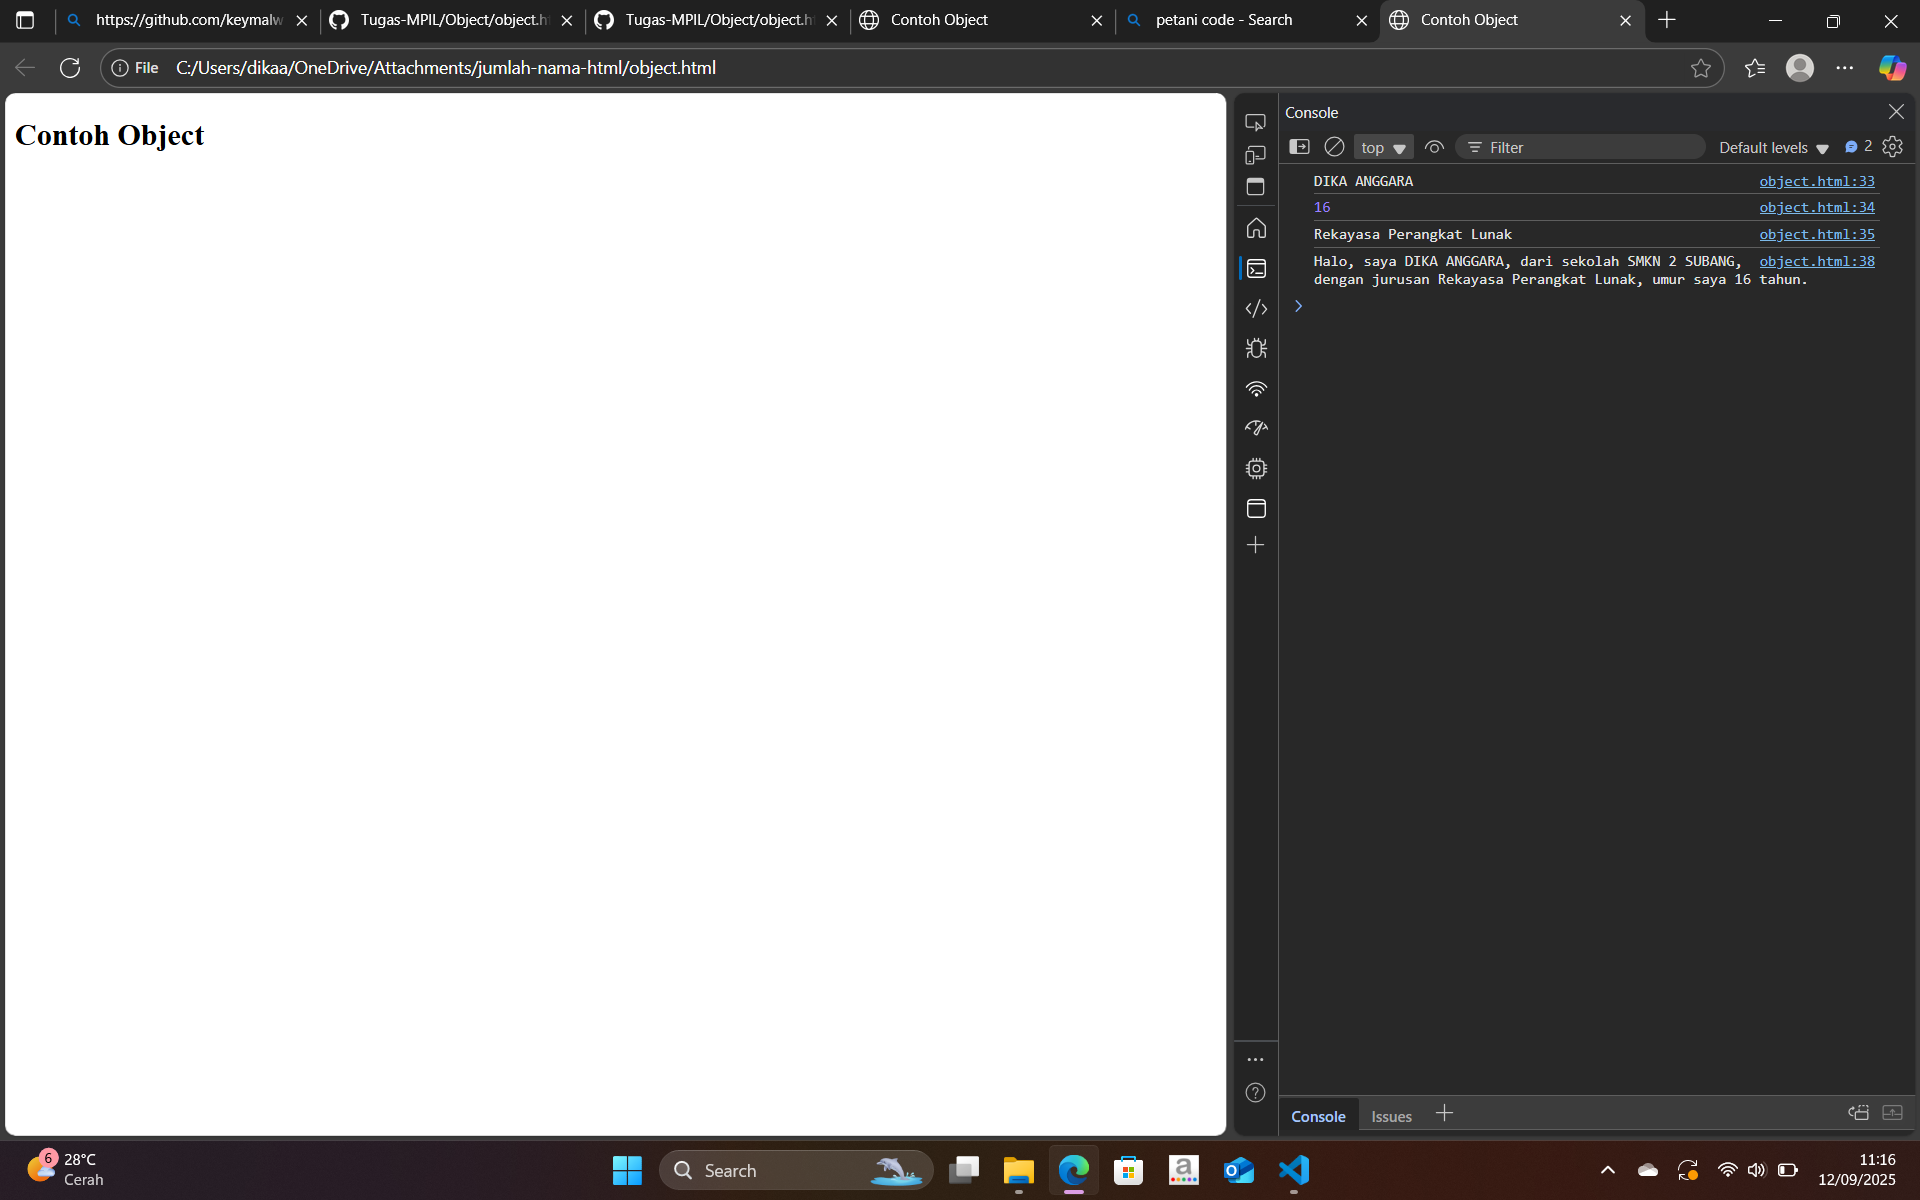 https://github.com/keymalw
Tugas-MPIL/Object/object.h
Tugas-MPIL/Object/object.h
Contoh Object
petani code - Search
Contoh Object
File
C:/Users/dikaa/OneDrive/Attachments/jumlah-nama-html/object.html
Contoh Object
Console
top
Filter
Default levels
2
DIKA ANGGARA
object.html:33
16
object.html:34
Rekayasa Perangkat Lunak
object.html:35
Halo, saya DIKA ANGGARA, dari sekolah SMKN 2 SUBANG,
object.html:38
dengan jurusan Rekayasa Perangkat Lunak, umur saya 16 tahun.
Console
Issues
6
28°C
Cerah
Search
a
11:16
12/09/2025